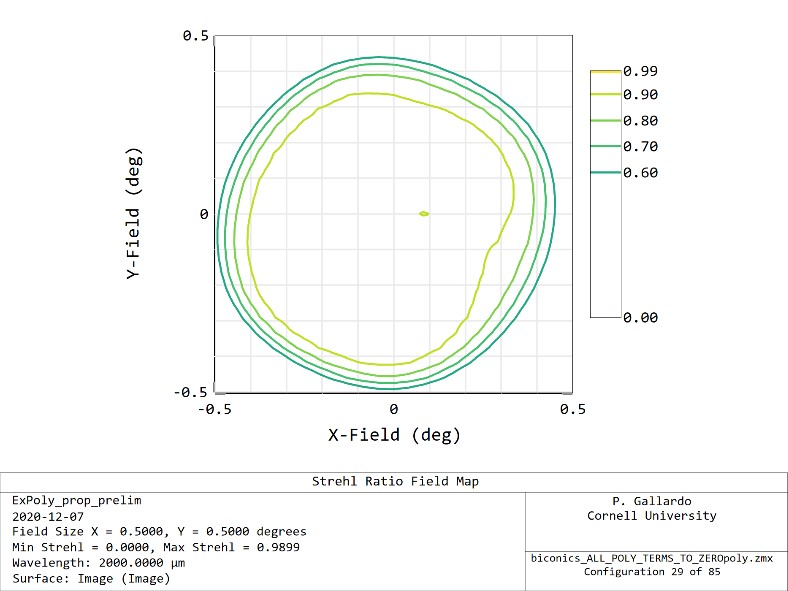 0.5
0
-0.5
-0.5
0
0.5
Y-Field (deg)
X-Field (deg)
0.99
0.90
0.80
0.70
0.60
0.00
Strehl Ratio Field Map
ExPoly_prop_prelim
2020-12-07
Field Size X = 0.5000, Y = 0.5000 degrees
Min Strehl = 0.0000, Max Strehl = 0.9899
Wavelength: 2000.0000 µm
Surface: Image (Image)
P. Gallardo
Cornell University
biconics_ALL_POLY_TERMS_TO_ZEROpoly.zmx
Configuration 29 of 85